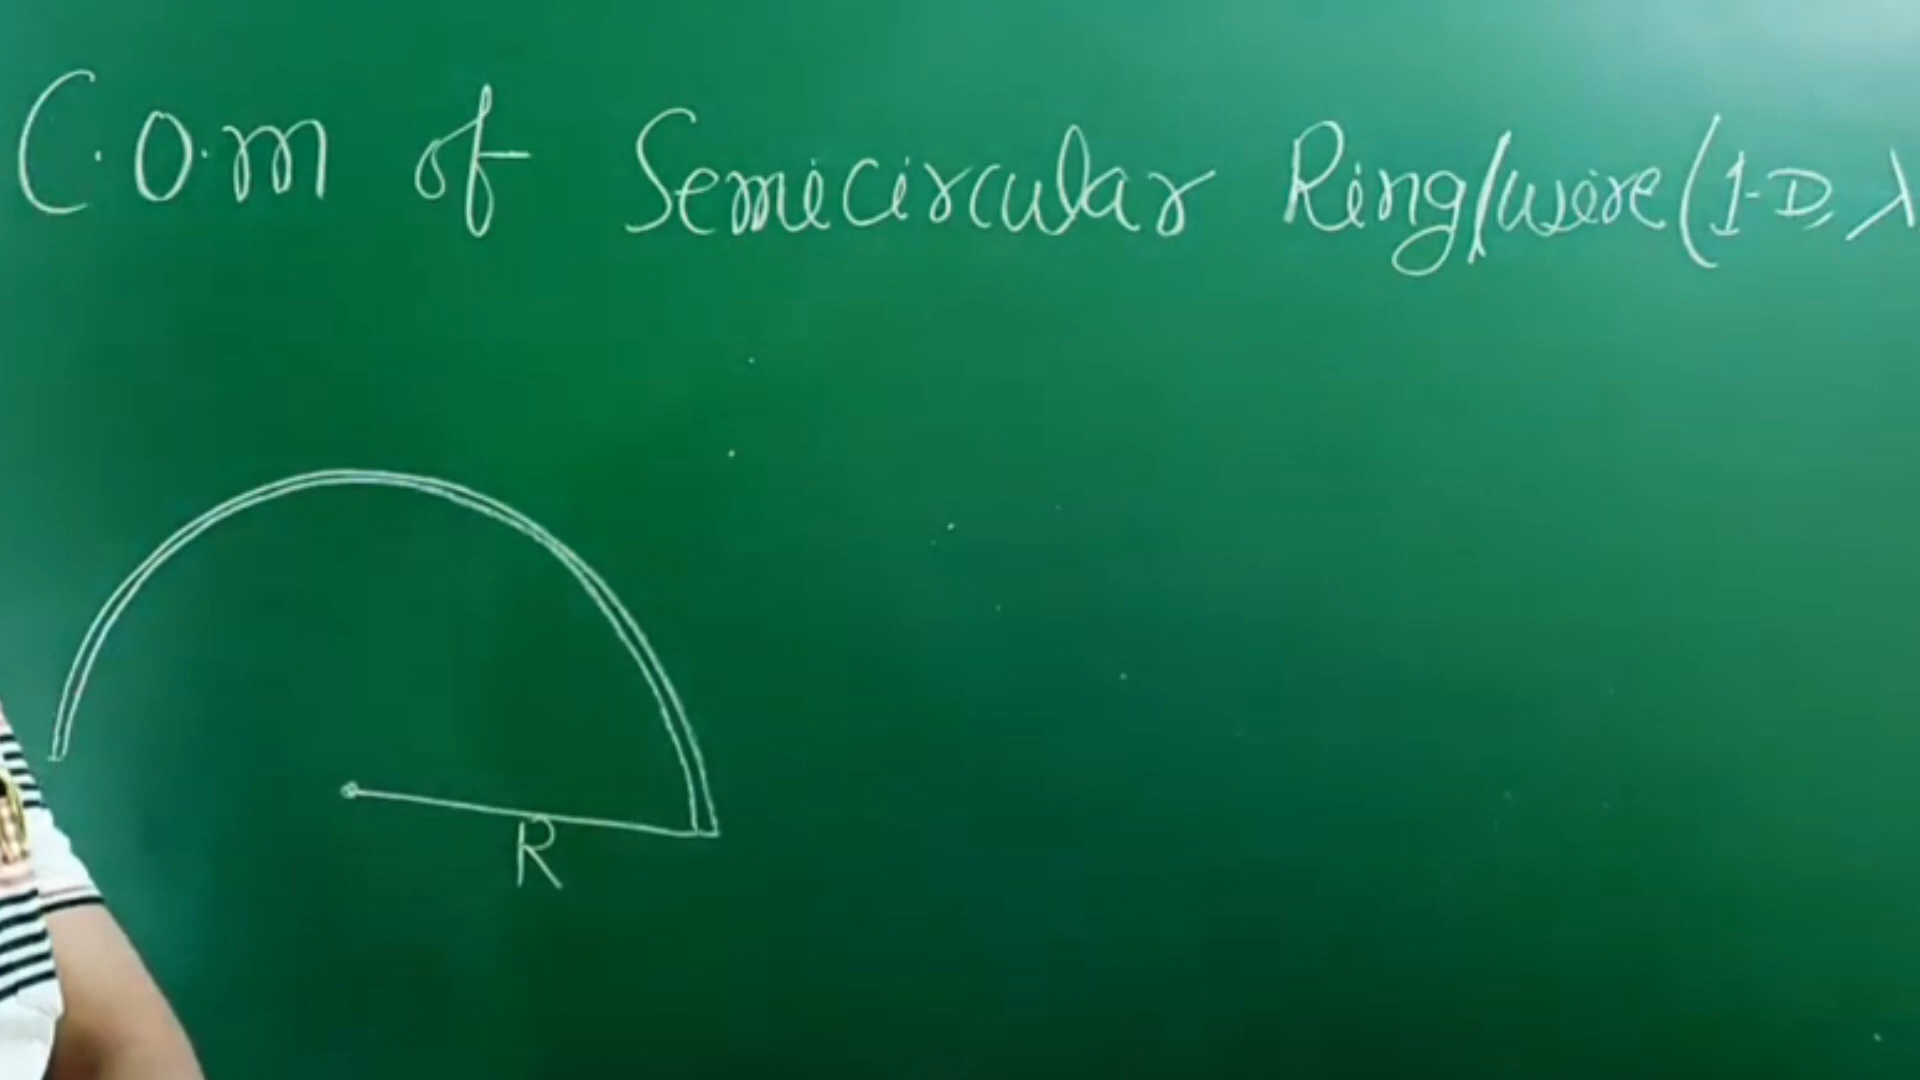 C.O.m of Semicircular Ring/wire (1-D, λ
R